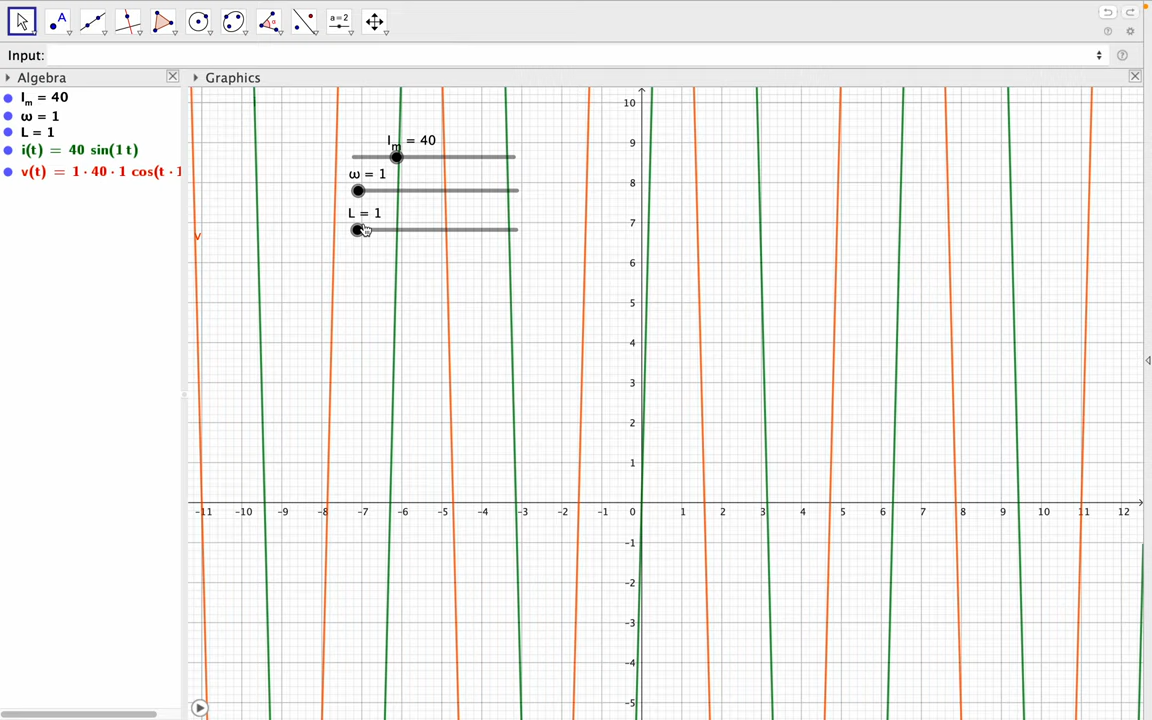 a=2
Input:
Algebra
Graphics
Im = 40
ω = 1
L = 1
i(t) = 40 sin(1 t)
v(t) = 1 · 40 · 1 cos(t · 1
Im = 40
ω = 1
L = 1
v
10
9
8
7
6
5
4
3
2
1
-11 -10 -9 -8 -7 -6 -5 -4 -3 -2 -1 0 1 2 3 4 5 6 7 8 9 10 11 12
-1
-2
-3
-4
-5